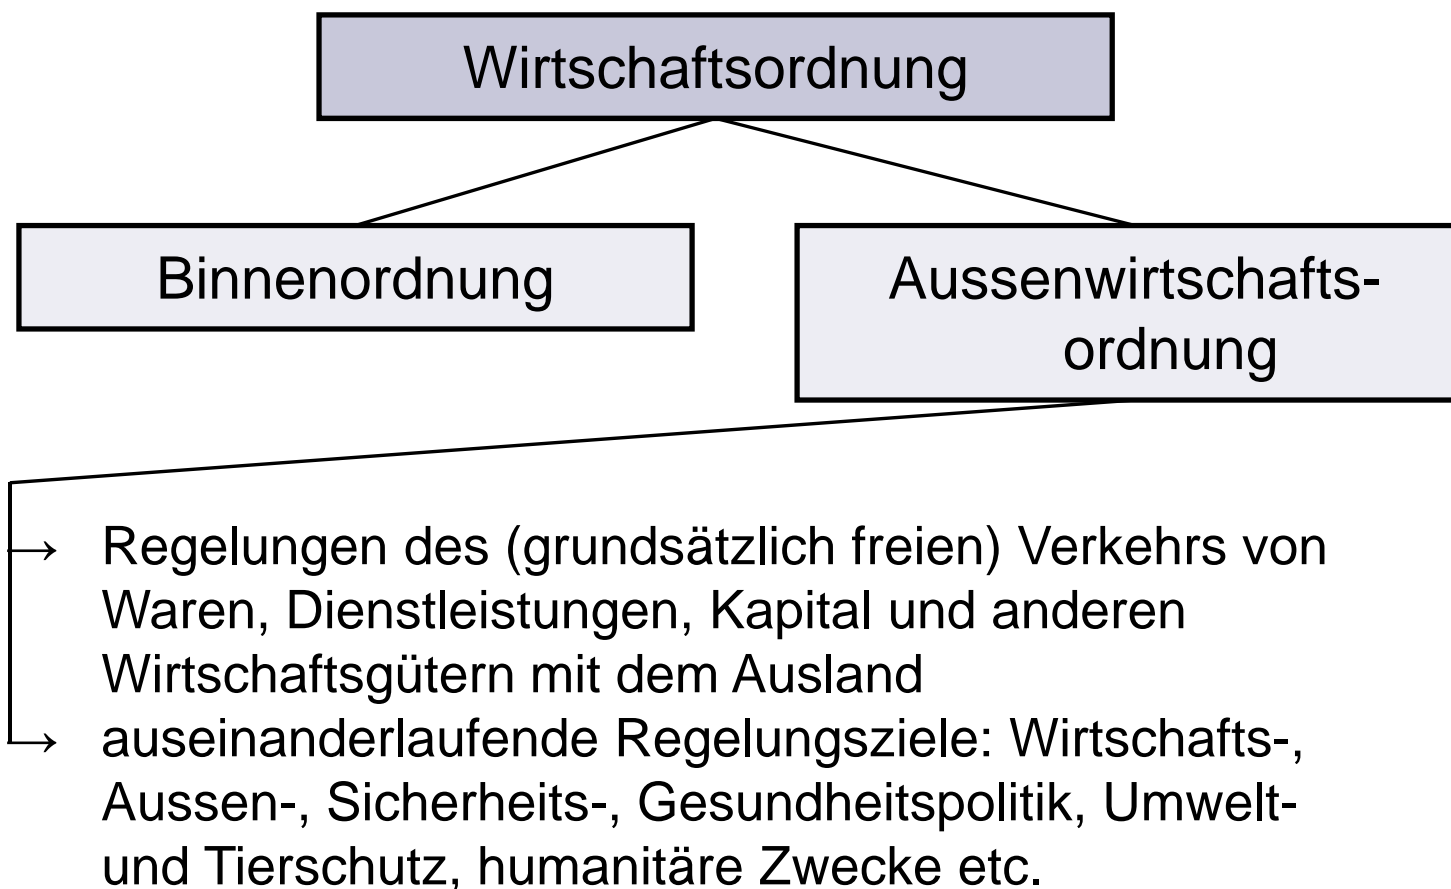 Wirtschaftsordnung
Binnenordnung
Aussenwirtschafts-
ordnung
→ Regelungen des (grundsätzlich freien) Verkehrs von
Waren, Dienstleistungen, Kapital und anderen
Wirtschaftsgütern mit dem Ausland
→ auseinanderlaufende Regelungsziele: Wirtschafts-,
Aussen-, Sicherheits-, Gesundheitspolitik, Umwelt-
und Tierschutz, humanitäre Zwecke etc.